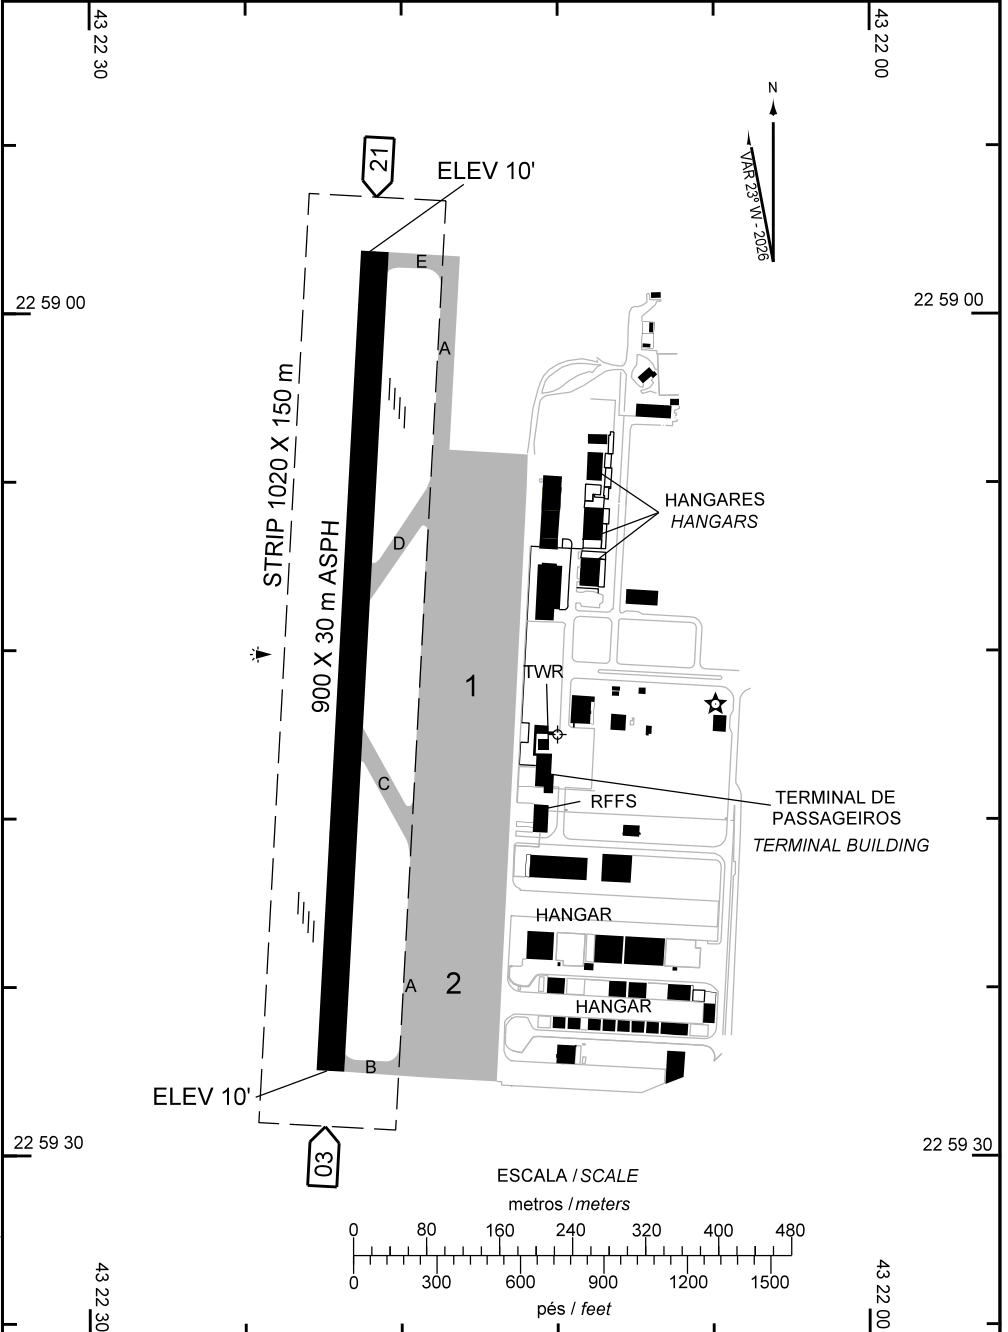 43 22 30
43 22 00
N
VAR 23° W - 2026
21
ELEV 10'
E
22 59 00
22 59 00
A
STRIP 1020 X 150 m
900 X 30 m ASPH
HANGARES
HANGARS
D
TWR
1
C
RFFS
TERMINAL DE
PASSAGEIROS
TERMINAL BUILDING
HANGAR
A
2
HANGAR
B
ELEV 10'
03
22 59 30
22 59 30
ESCALA / SCALE
metros / meters
0 80 160 240 320 400 480
0 300 600 900 1200 1500
pés / feet
43 22 30
43 22 00